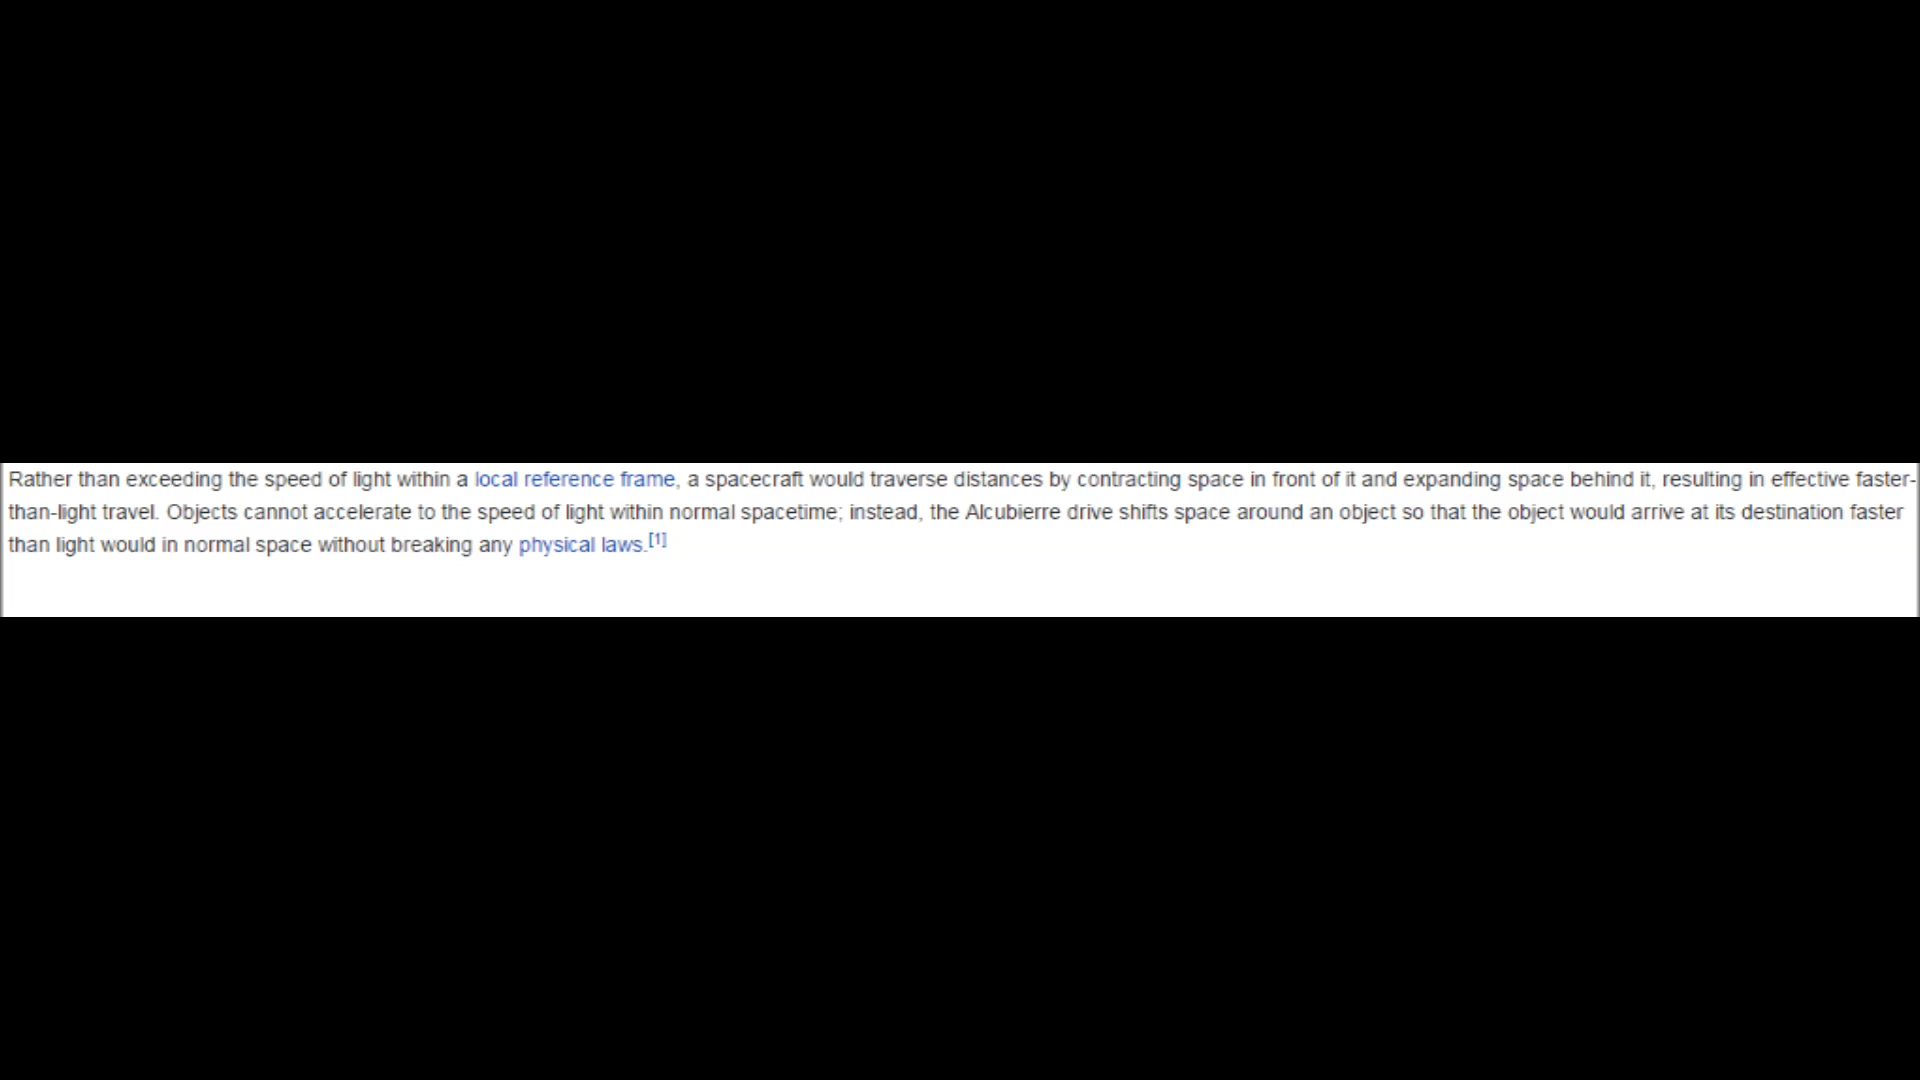 Rather than exceeding the speed of light within a local reference frame, a spacecraft would traverse distances by contracting space in front of it and expanding space behind it, resulting in effective faster-
than-light travel. Objects cannot accelerate to the speed of light within normal spacetime; instead, the Alcubierre drive shifts space around an object so that the object would arrive at its destination faster
than light would in normal space without breaking any physical laws.[1]